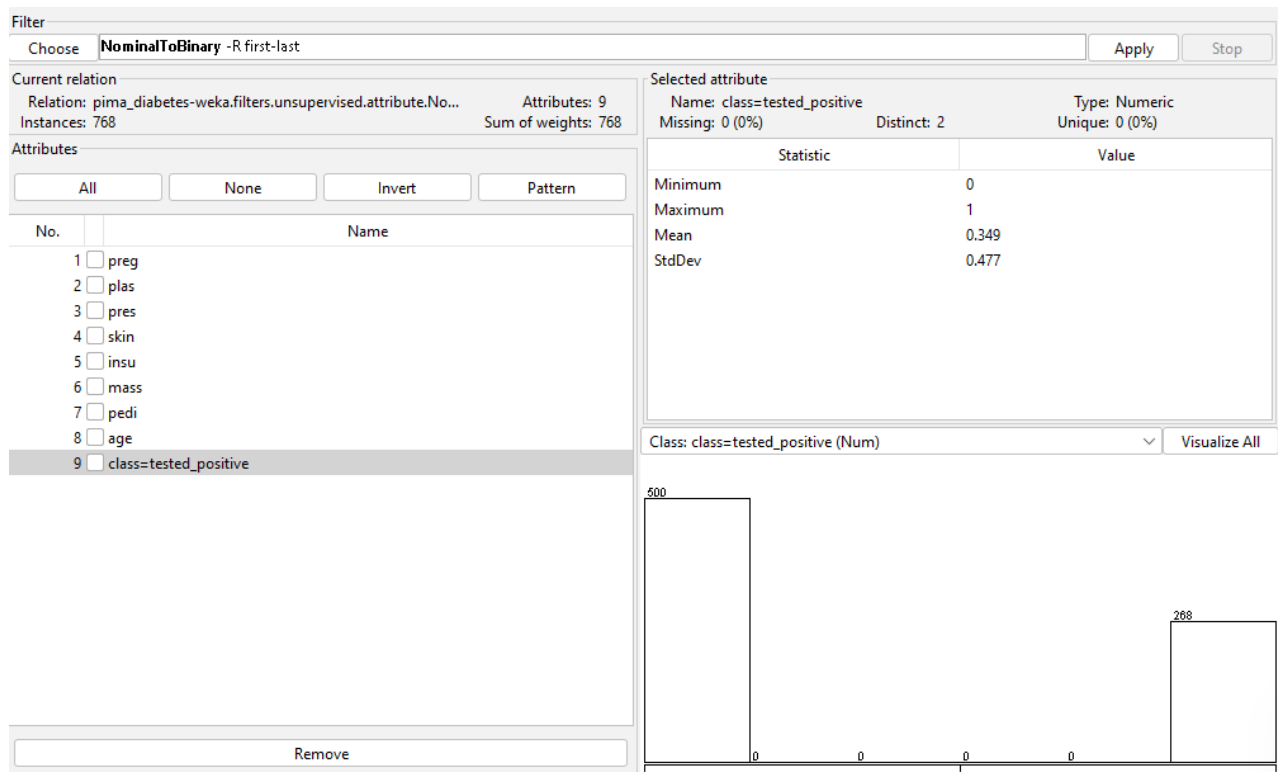 Filter
Choose NominalToBinary -R first-last Apply Stop
Current relation
Relation: pima_diabetes-weka.filters.unsupervised.attribute.No... Attributes: 9
Instances: 768 Sum of weights: 768
Attributes
All None Invert Pattern
No. Name
1 preg
2 plas
3 pres
4 skin
5 insu
6 mass
7 pedi
8 age
9 class=tested_positive
Remove
Selected attribute
Name: class=tested_positive Type: Numeric
Missing: 0 (0%) Distinct: 2 Unique: 0 (0%)
Statistic Value
Minimum 0
Maximum 1
Mean 0.349
StdDev 0.477
Class: class=tested_positive (Num) Visualize All
500
268
0 0 0 0